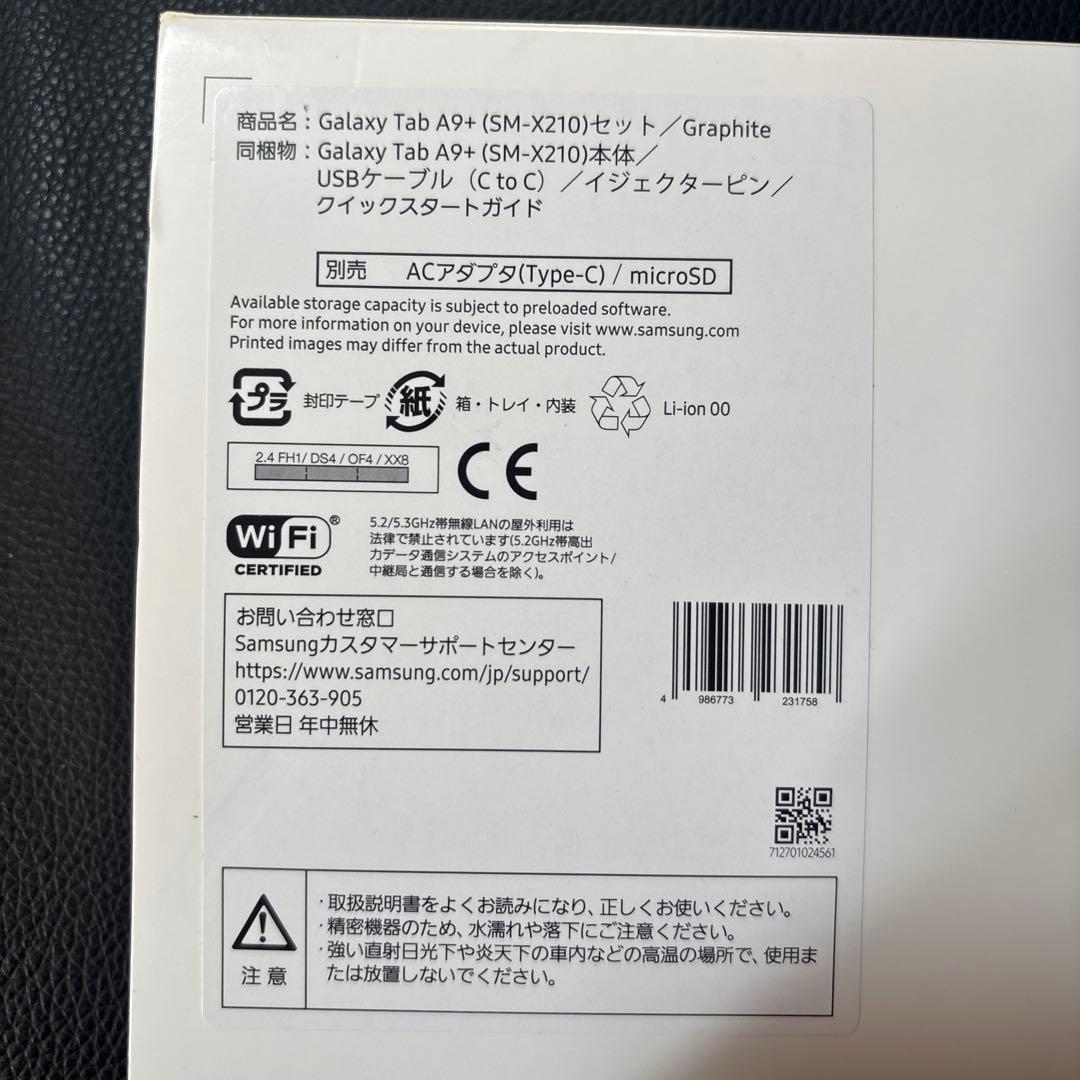 商品名：Galaxy Tab A9+ (SM-X210)セット／Graphite
同梱物：Galaxy Tab A9+ (SM-X210)本体／
USBケーブル（C to C）／イジェクターピン／
クイックスタートガイド
別売 ACアダプタ(Type-C) / microSD
Available storage capacity is subject to preloaded software.
For more information on your device, please visit www.samsung.com
Printed images may differ from the actual product.
プラ 封印テープ 紙 箱・トレイ・内装 Li-ion 00
2.4 FH1/ DS4 / OF4 / XX8
CE
Wi Fi®
CERTIFIED
5.2/5.3GHz帯無線LANの屋外利用は
法律で禁止されています(5.2GHz帯高出
力データ通信システムのアクセスポイント/
中継局と通信する場合を除く)。
お問い合わせ窓口
Samsungカスタマーサポートセンター
https://www.samsung.com/jp/support/
0120-363-905
営業日 年中無休
4 986773 231758
712701024561
注意
・取扱説明書をよくお読みになり、正しくお使いください。
・精密機器のため、水濡れや落下にご注意ください。
・強い直射日光下や炎天下の車内などの高温の場所で、使用ま
たは放置しないでください。